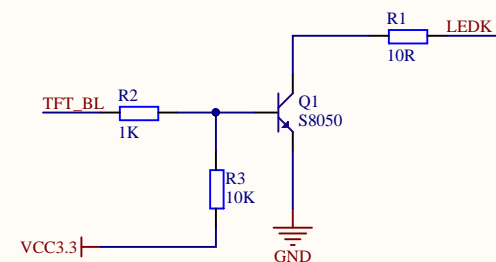 R1
LEDK
10R
R2
TFT_BL
1K
Q1
S8050
R3
10K
VCC3.3
GND